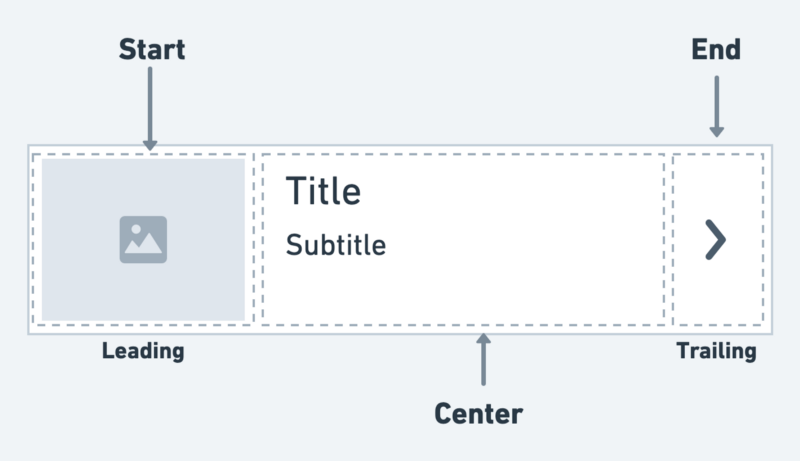 Start
End
Title
Subtitle
Leading
Trailing
Center